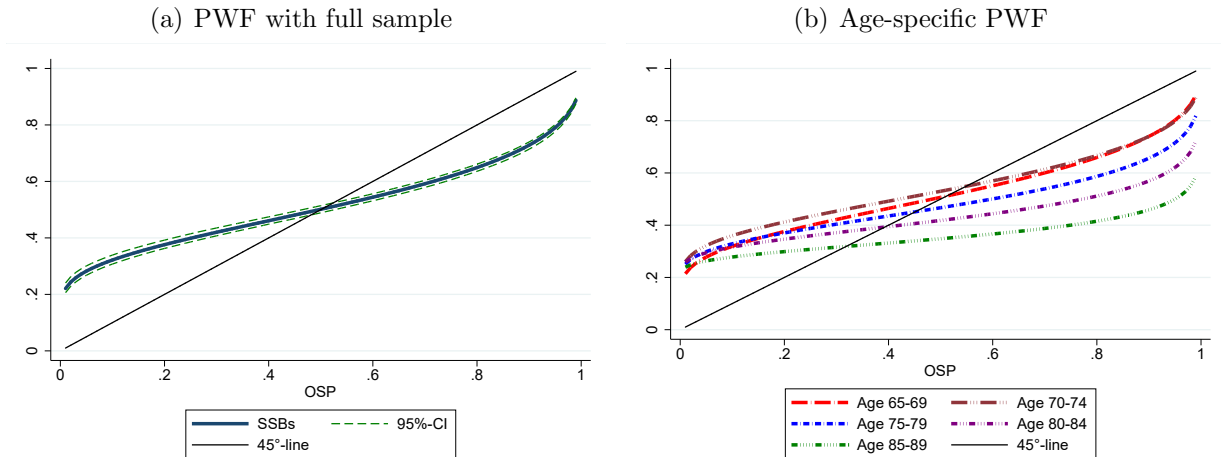 (a) PWF with full sample
1
.8
.6
.4
.2
0
0 .2 .4 .6 .8 1
OSP
SSBs 95%-CI
45°-line
(b) Age-specific PWF
1
.8
.6
.4
.2
0
0 .2 .4 .6 .8 1
OSP
Age 65-69 Age 70-74
Age 75-79 Age 80-84
Age 85-89 45°-line